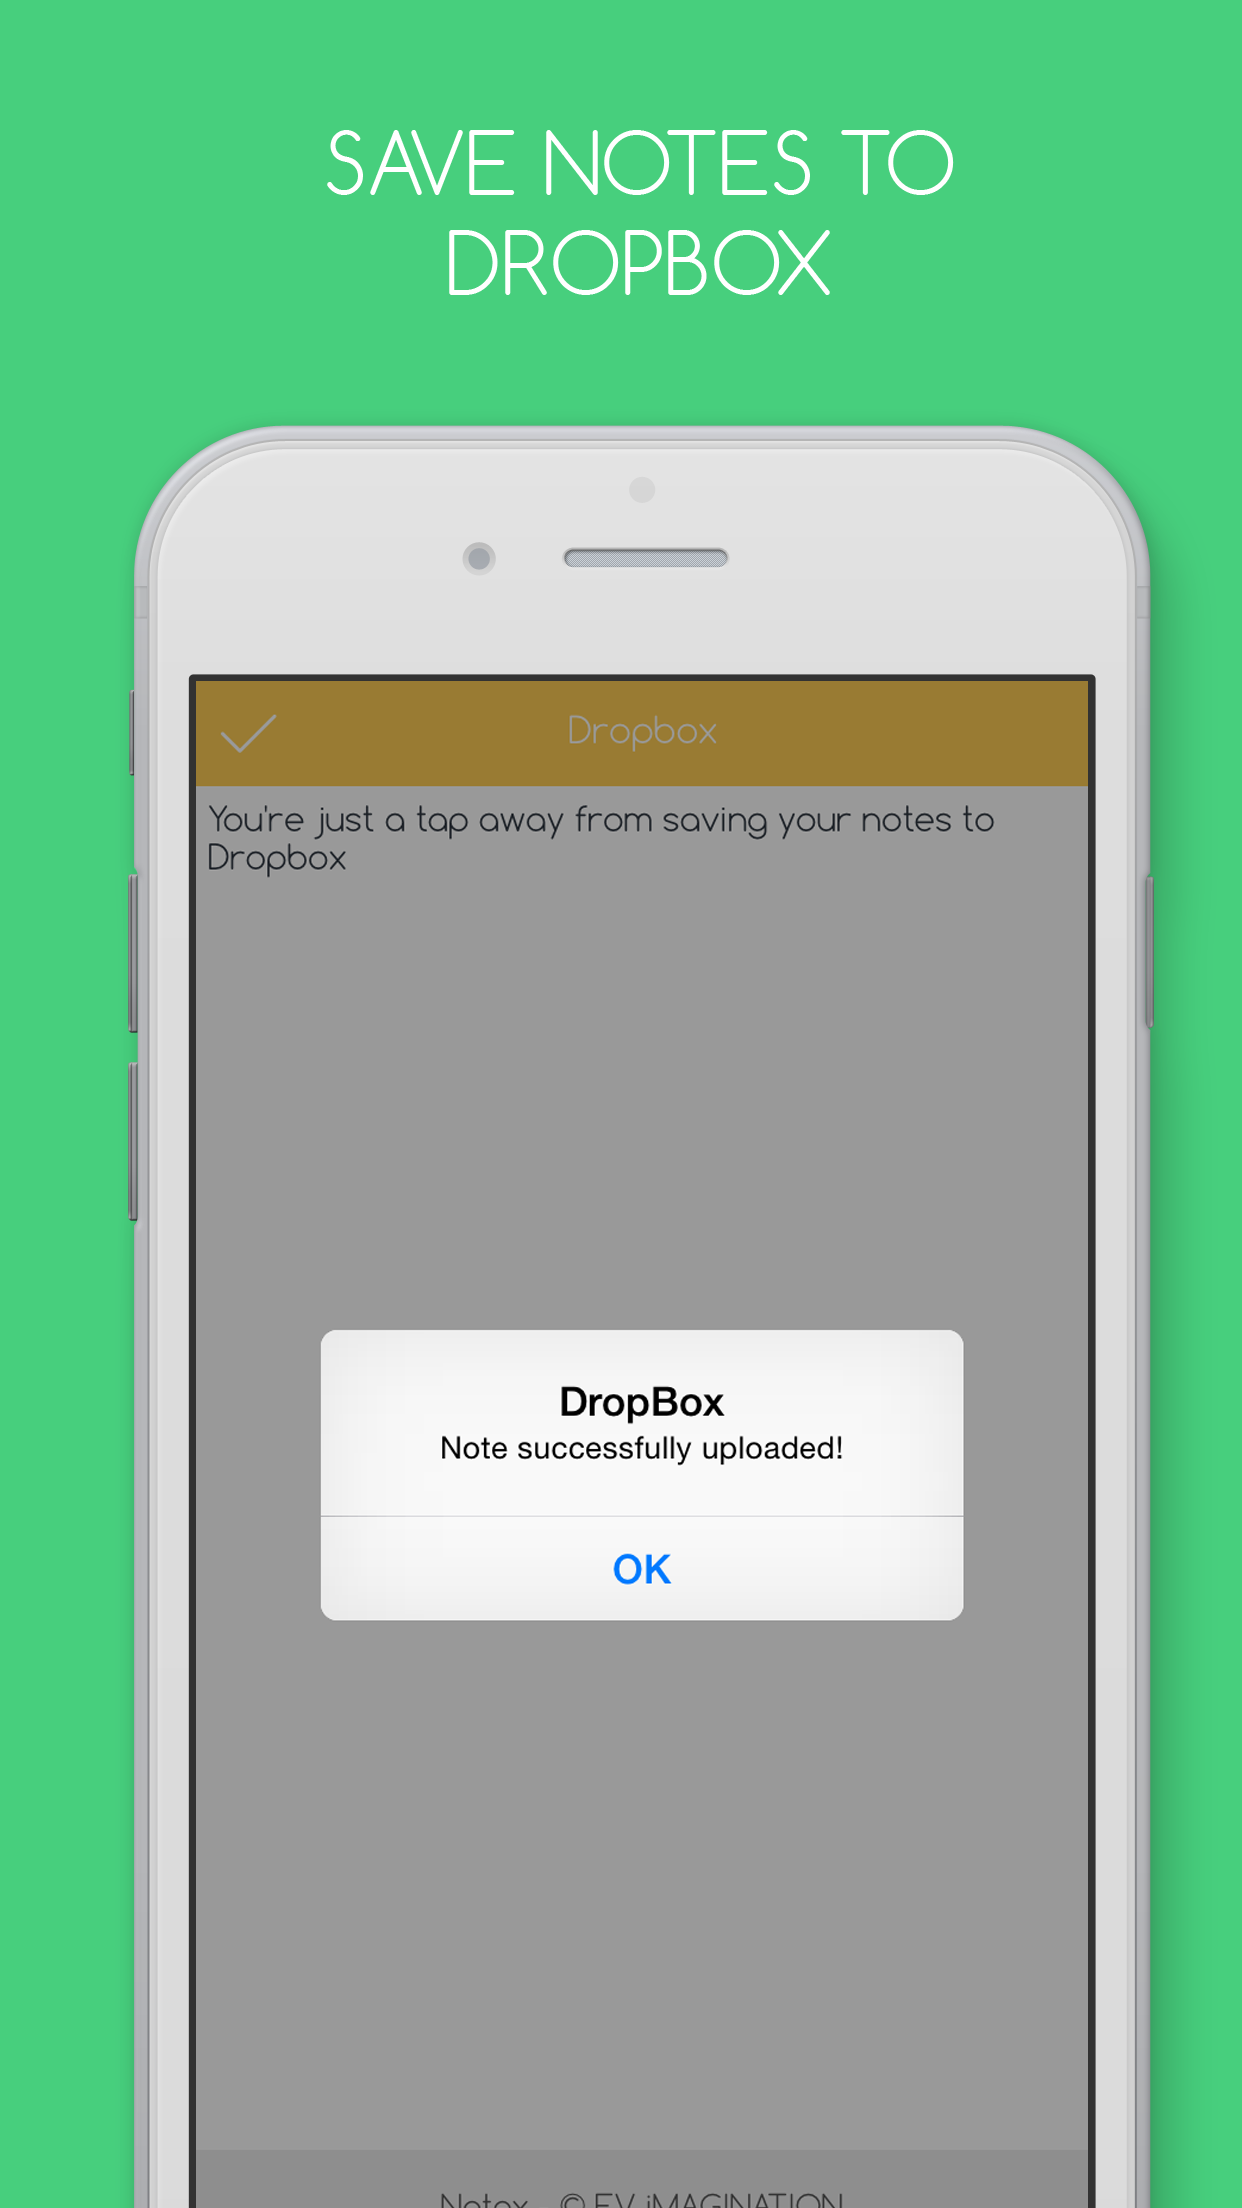 SAVE NOTES TO
DROPBOX
Dropbox
You're just a tap away from saving your notes to
Dropbox
DropBox
Note successfully uploaded!
OK
© EV iMAGINATION